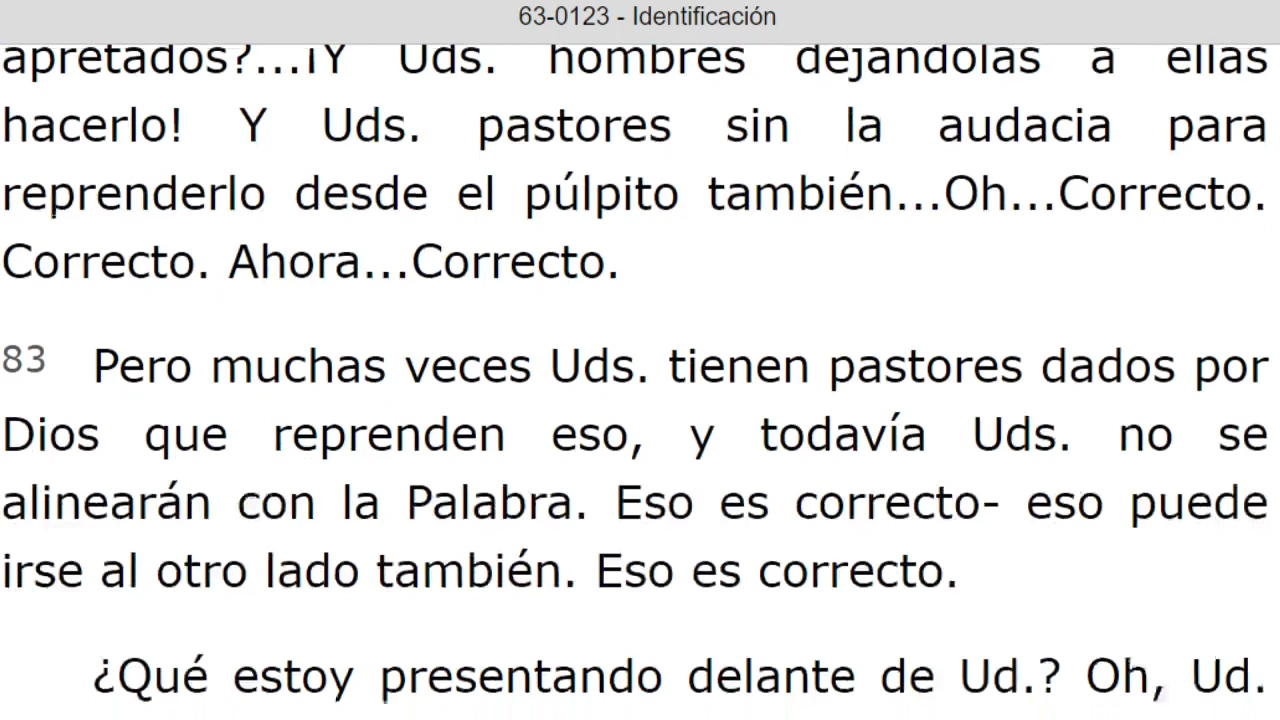 63-0123 - Identificación
apretados?...¡Y Uds. hombres dejándolas a ellas
hacerlo! Y Uds. pastores sin la audacia para
reprenderlo desde el púlpito también...Oh...Correcto.
Correcto. Ahora...Correcto.
83 Pero muchas veces Uds. tienen pastores dados por
Dios que reprenden eso, y todavía Uds. no se
alinearán con la Palabra. Eso es correcto- eso puede
irse al otro lado también. Eso es correcto.
¿Qué estoy presentando delante de Ud.? Oh, Ud.